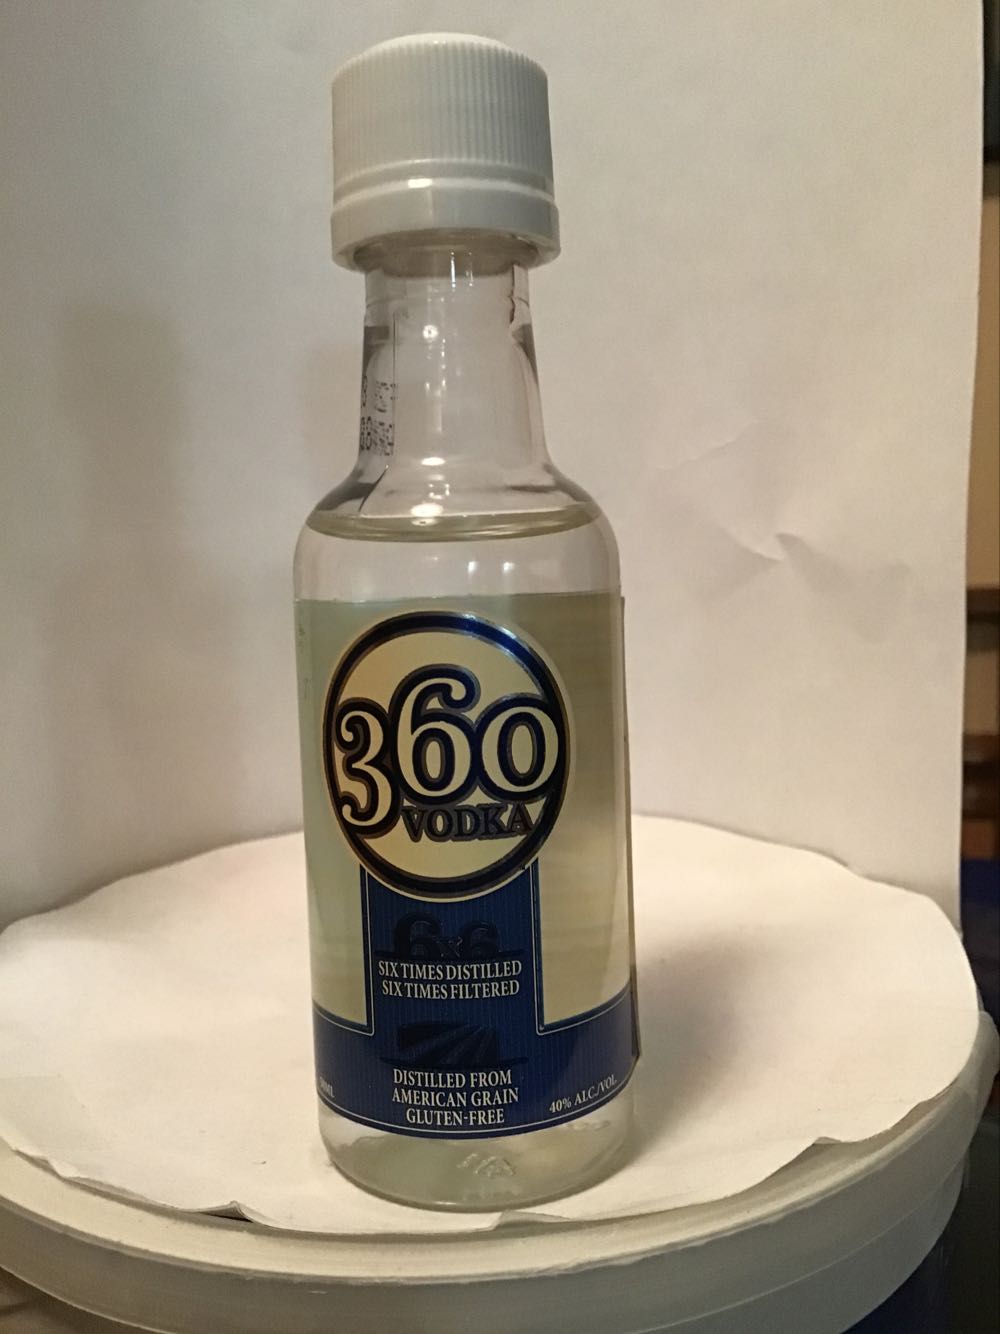 360
VODKA
6x6
SIX TIMES DISTILLED
SIX TIMES FILTERED
DISTILLED FROM
AMERICAN GRAIN
GLUTEN-FREE
40% ALC./VOL.